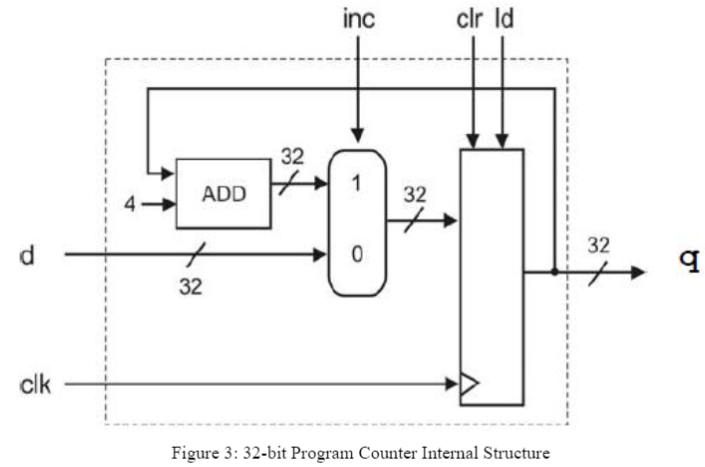 inc
clr ld
32
ADD
1
4
32
0
d
32
32
q
clk
Figure 3: 32-bit Program Counter Internal Structure